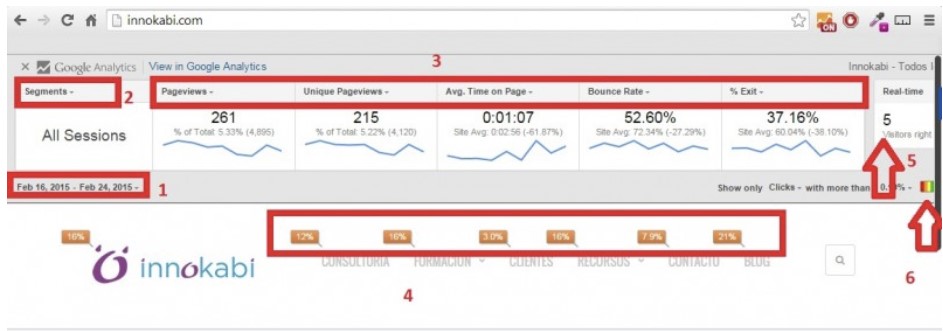 innokabi.com
ON
Google Analytics View in Google Analytics 3 Innokabi - Todos l
Segments 2 Pageviews Unique Pageviews Avg. Time on Page Bounce Rate % Exit Real-time
All Sessions 261 215 0:01:07 52.60% 37.16% 5
% of Total: 5.33% (4,895) % of Total: 5.22% (4,120) Site Avg: 0:02:56 (-61.87%) Site Avg: 72.34% (-27.29%) Site Avg: 60.04% (-38.10%) Visitors right
5
Feb 16, 2015 - Feb 24, 2015 1 Show only Clicks with more than 0.%
16% 12% 16% 3.0% 16% 7.9% 21%
innokabi CONSULTORÍA FORMACIÓN CLIENTES RECURSOS CONTACTO BLOG
4 6